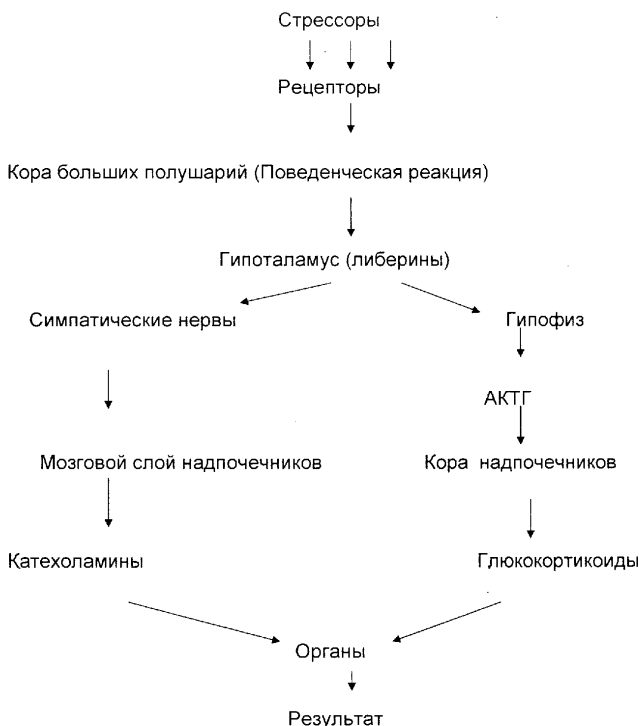 Стрессоры
Рецепторы
Кора больших полушарий (Поведенческая реакция)
Гипоталамус (либерины)
Симпатические нервы
Гипофиз
АКТГ
Мозговой слой надпочечников
Кора надпочечников
Катехоламины
Глюкокортикоиды
Органы
Результат